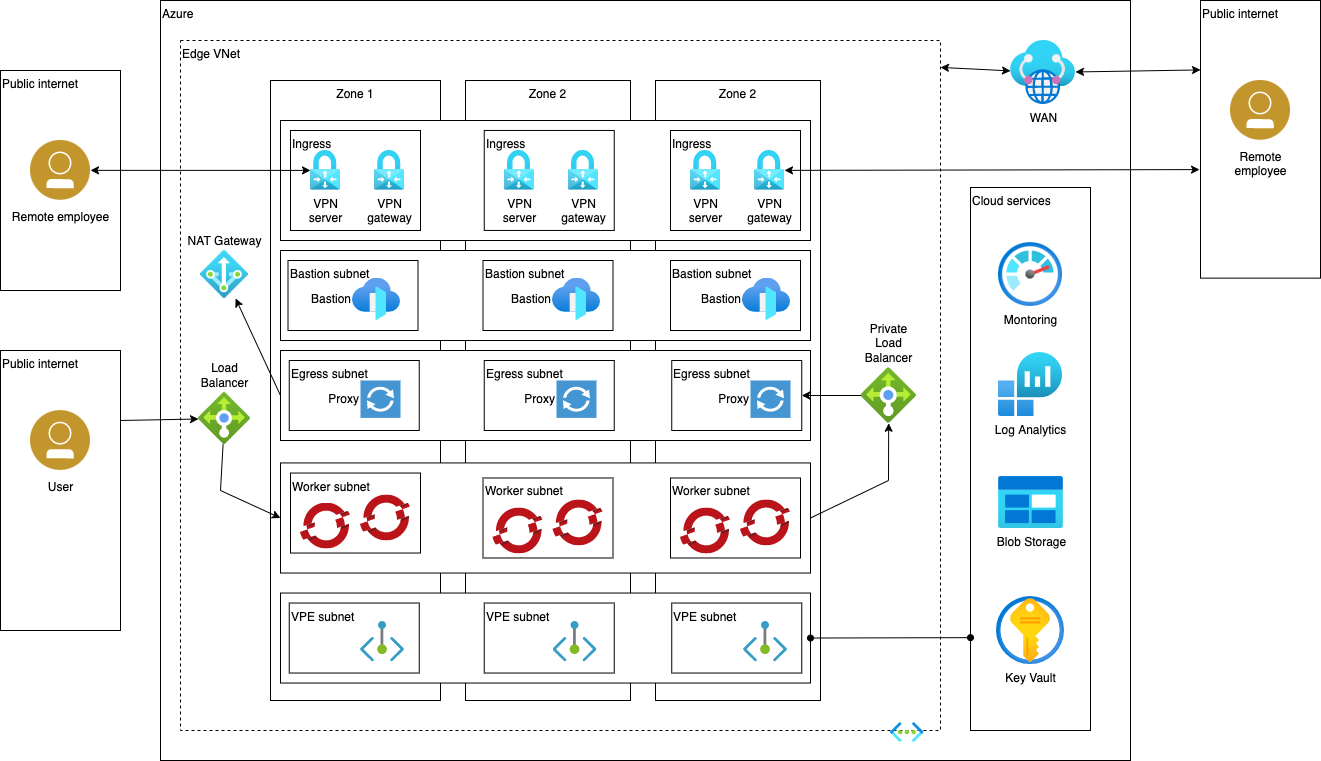 Azure
Public internet
Edge VNet
Public internet
Zone 1
Zone 2
Zone 2
WAN
Remote
employee
Ingress
Ingress
Ingress
VPN
server
VPN
gateway
VPN
server
VPN
gateway
VPN
server
VPN
gateway
Remote employee
Cloud services
NAT Gateway
Bastion subnet
Bastion
Bastion subnet
Bastion
Bastion subnet
Bastion
Montoring
Private
Load
Balancer
Public internet
Load
Balancer
Egress subnet
Proxy
Egress subnet
Proxy
Egress subnet
Proxy
Log Analytics
User
Worker subnet
Worker subnet
Worker subnet
Blob Storage
VPE subnet
VPE subnet
VPE subnet
Key Vault